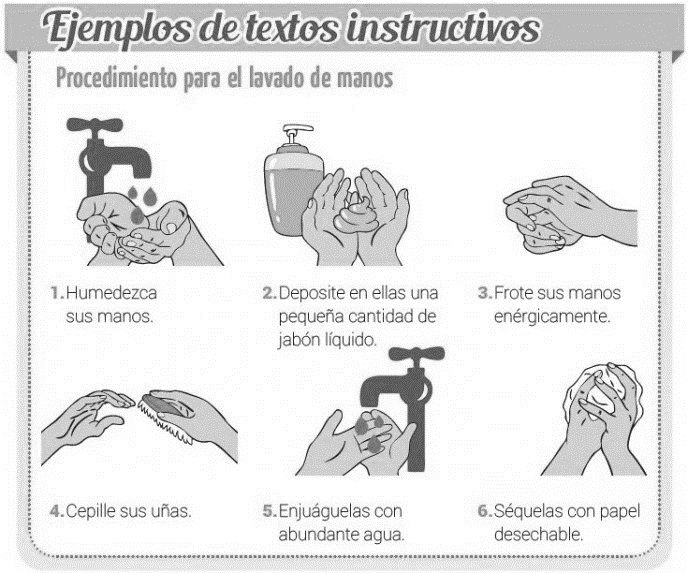 Ejemplos de textos instructivos
Procedimiento para el lavado de manos
1. Humedezca
sus manos.
2. Deposite en ellas una
pequeña cantidad de
jabón líquido.
3. Frote sus manos
enérgicamente.
4. Cepille sus uñas.
5. Enjuáguelas con
abundante agua.
6. Séquelas con papel
desechable.